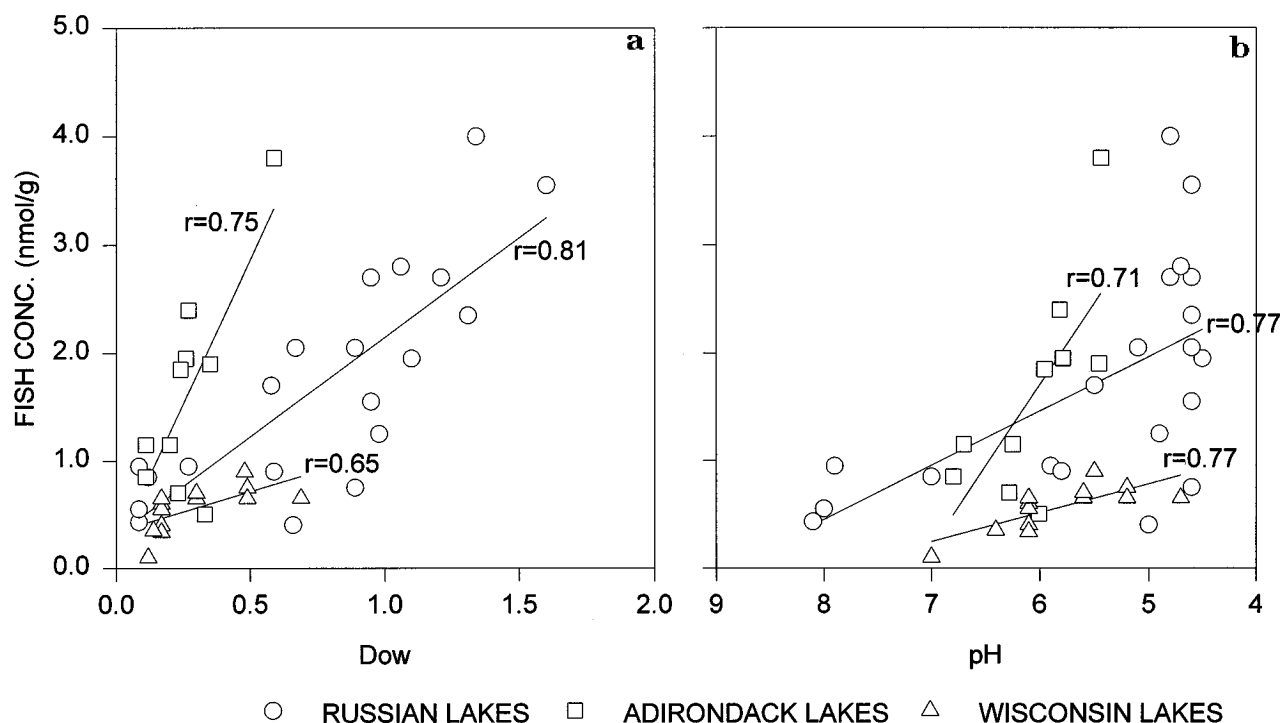 a
b
FISH CONC. (nmol/g)
5.0
4.0
3.0
2.0
1.0
0.0
r=0.75
r=0.81
r=0.65
r=0.71
r=0.77
r=0.77
0.0 0.5 1.0 1.5 2.0
9 8 7 6 5 4
Dow
pH
RUSSIAN LAKES ADIRONDACK LAKES WISCONSIN LAKES